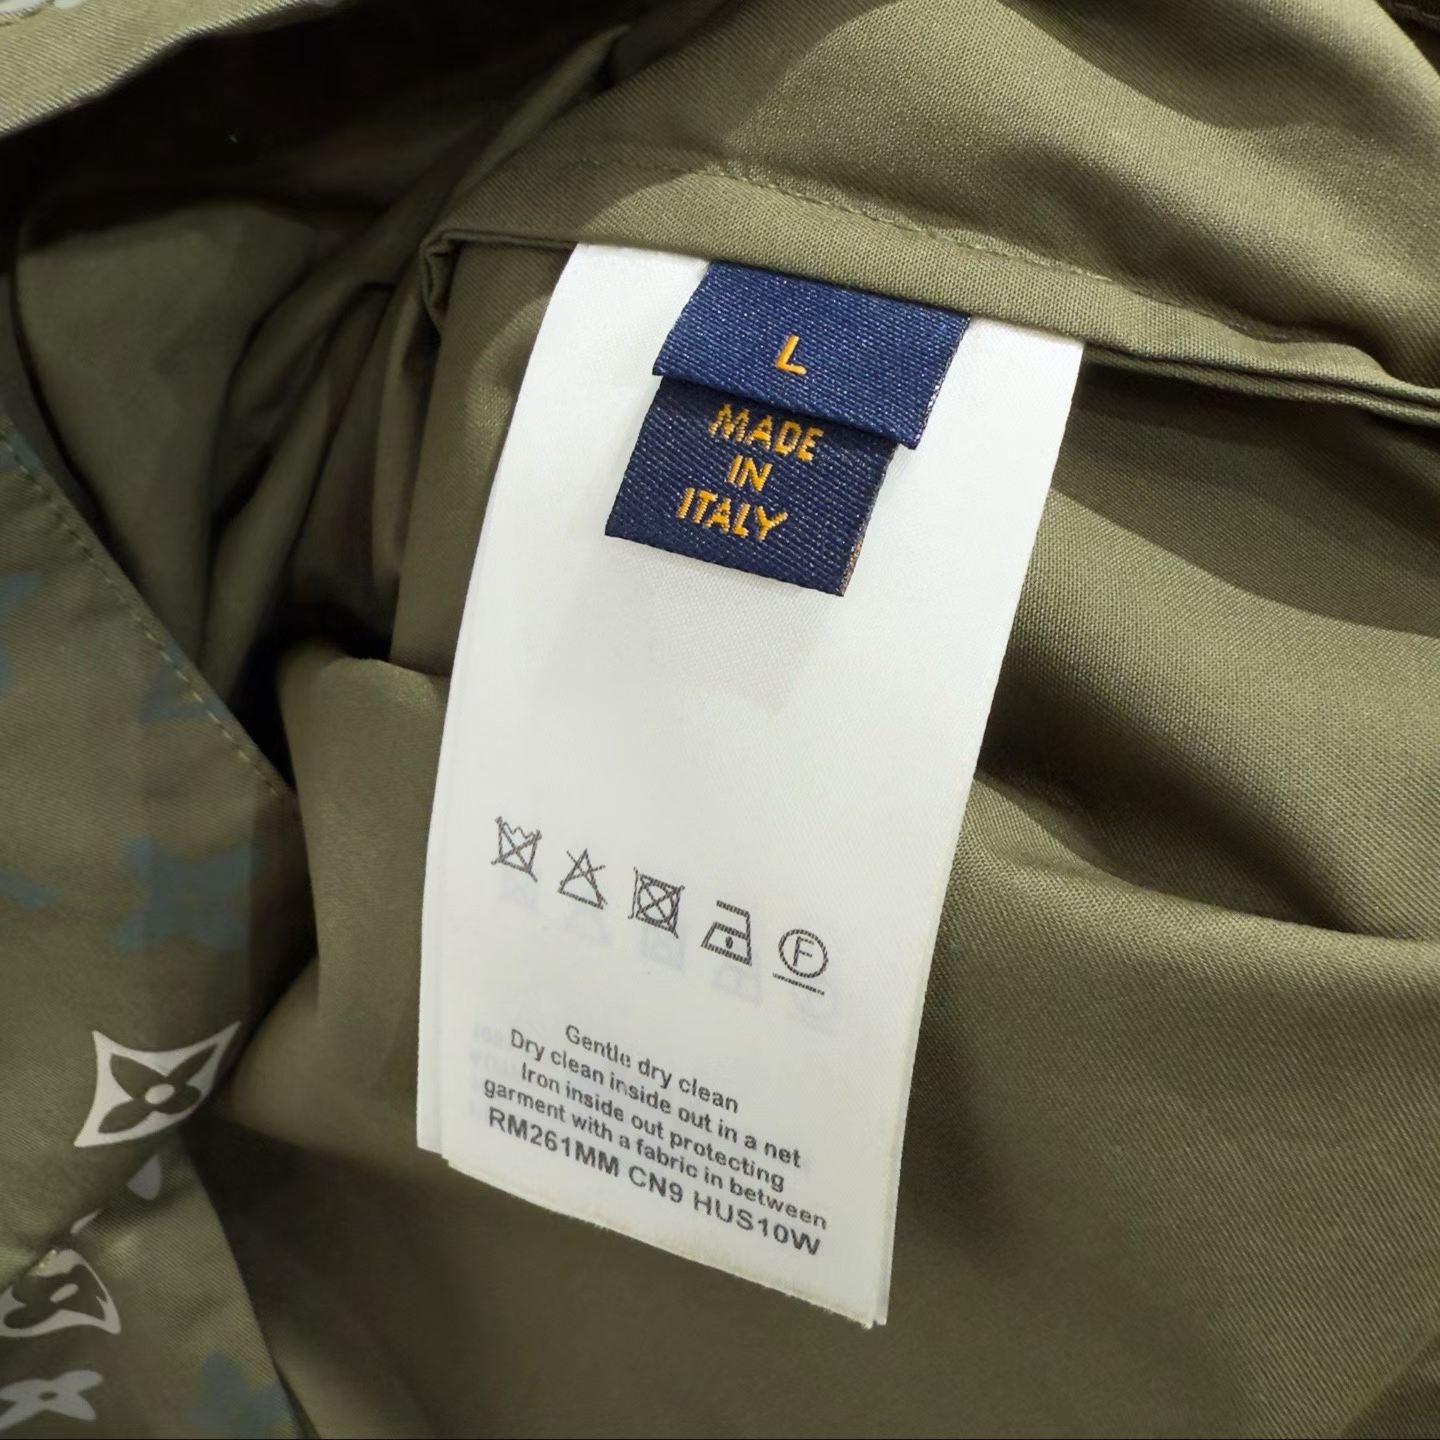 L
MADE
IN
ITALY
F
Gentle dry clean
Dry clean inside out in a net
Iron inside out protecting
garment with a fabric in between
RM261MM CN9 HUS10W